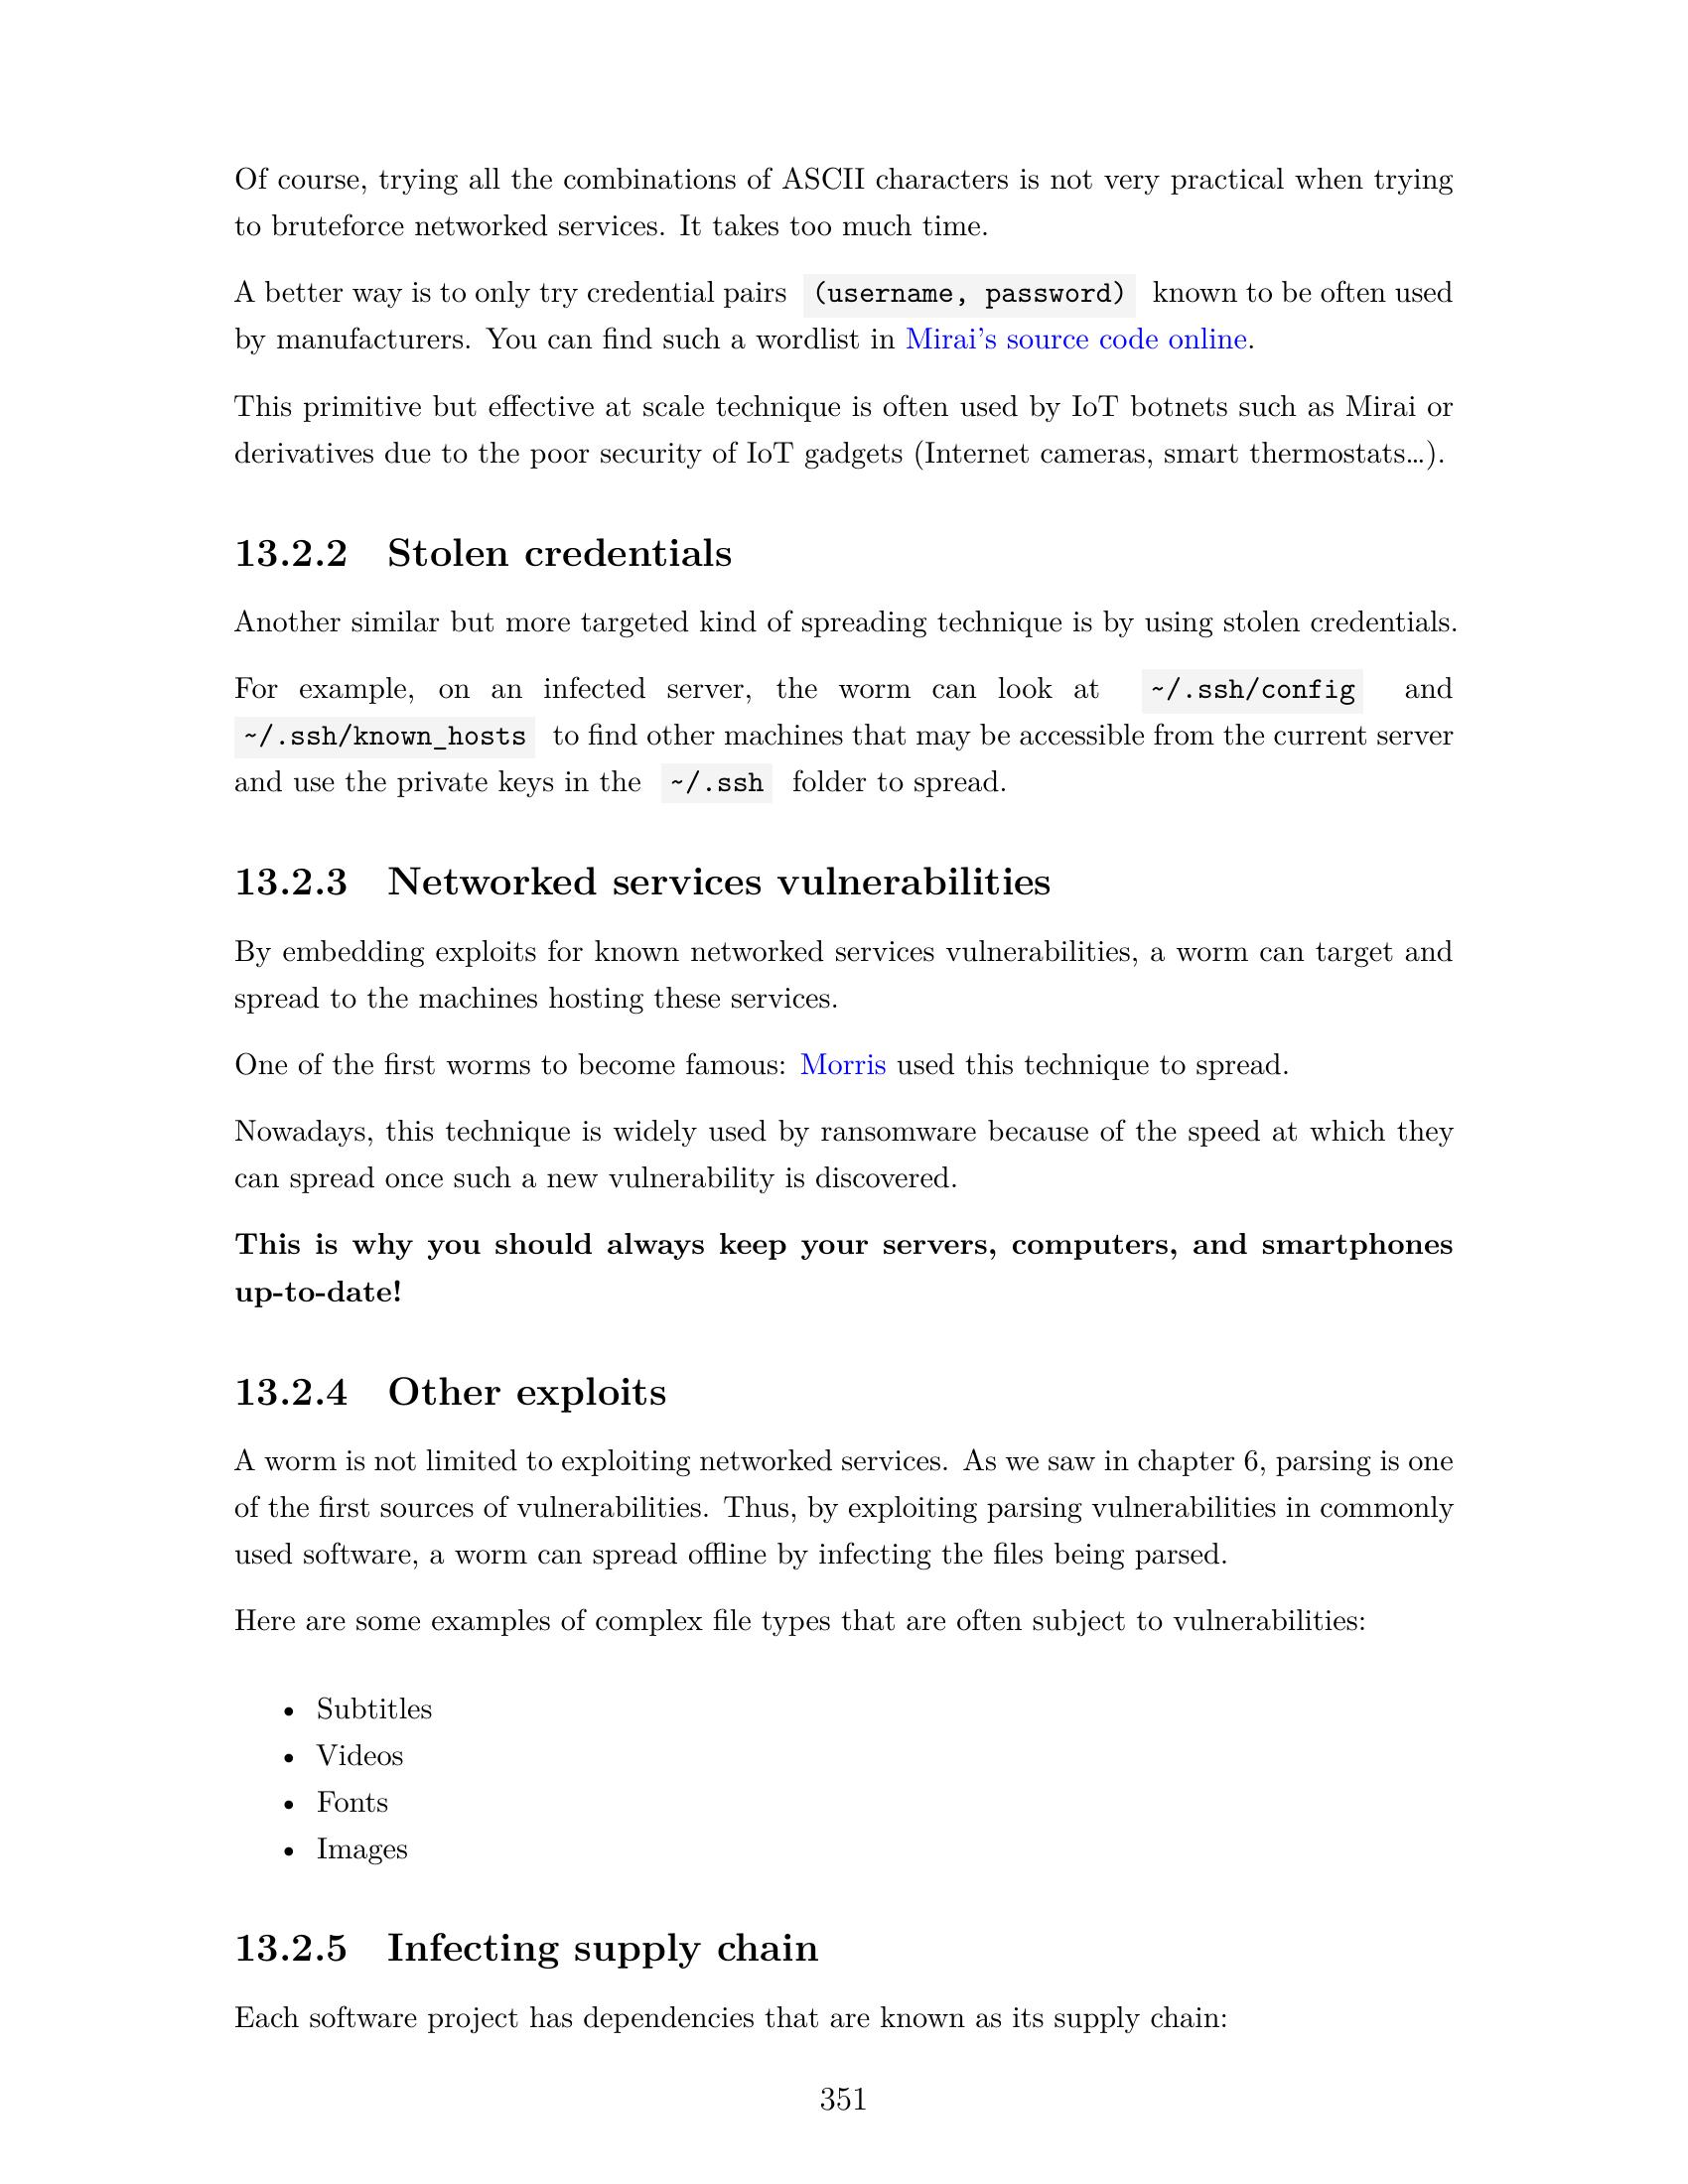 Of course, trying all the combinations of ASCII characters is not very practical when trying
to bruteforce networked services. It takes too much time.
A better way is to only try credential pairs (username, password) known to be often used
by manufacturers. You can find such a wordlist in Mirai's source code online.
This primitive but effective at scale technique is often used by IoT botnets such as Mirai or
derivatives due to the poor security of IoT gadgets (Internet cameras, smart thermostats…).
13.2.2 Stolen credentials
Another similar but more targeted kind of spreading technique is by using stolen credentials.
For example, on an infected server, the worm can look at ~/.ssh/config and
~/.ssh/known_hosts to find other machines that may be accessible from the current server
and use the private keys in the ~/.ssh folder to spread.
13.2.3 Networked services vulnerabilities
By embedding exploits for known networked services vulnerabilities, a worm can target and
spread to the machines hosting these services.
One of the first worms to become famous: Morris used this technique to spread.
Nowadays, this technique is widely used by ransomware because of the speed at which they
can spread once such a new vulnerability is discovered.
This is why you should always keep your servers, computers, and smartphones
up-to-date!
13.2.4 Other exploits
A worm is not limited to exploiting networked services. As we saw in chapter 6, parsing is one
of the first sources of vulnerabilities. Thus, by exploiting parsing vulnerabilities in commonly
used software, a worm can spread offline by infecting the files being parsed.
Here are some examples of complex file types that are often subject to vulnerabilities:
• Subtitles
• Videos
• Fonts
• Images
13.2.5 Infecting supply chain
Each software project has dependencies that are known as its supply chain:
351